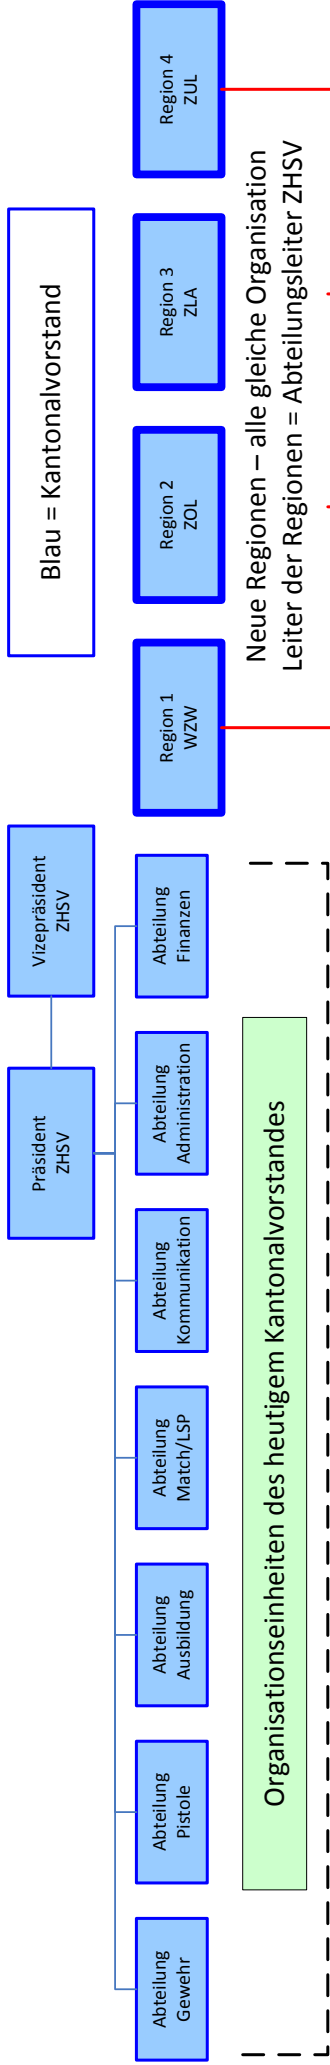 Präsident
ZHSV
Vizepräsident
ZHSV
Blau = Kantonalvorstand
Abteilung
Gewehr
Abteilung
Pistole
Abteilung
Ausbildung
Abteilung
Match/LSP
Abteilung
Kommunikation
Abteilung
Administration
Abteilung
Finanzen
Region 1
WZW
Region 2
ZOL
Region 3
ZLA
Region 4
ZUL
Organisationseinheiten des heutigem Kantonalvorstandes
Neue Regionen – alle gleiche Organisation
Leiter der Regionen = Abteilungsleiter ZHSV